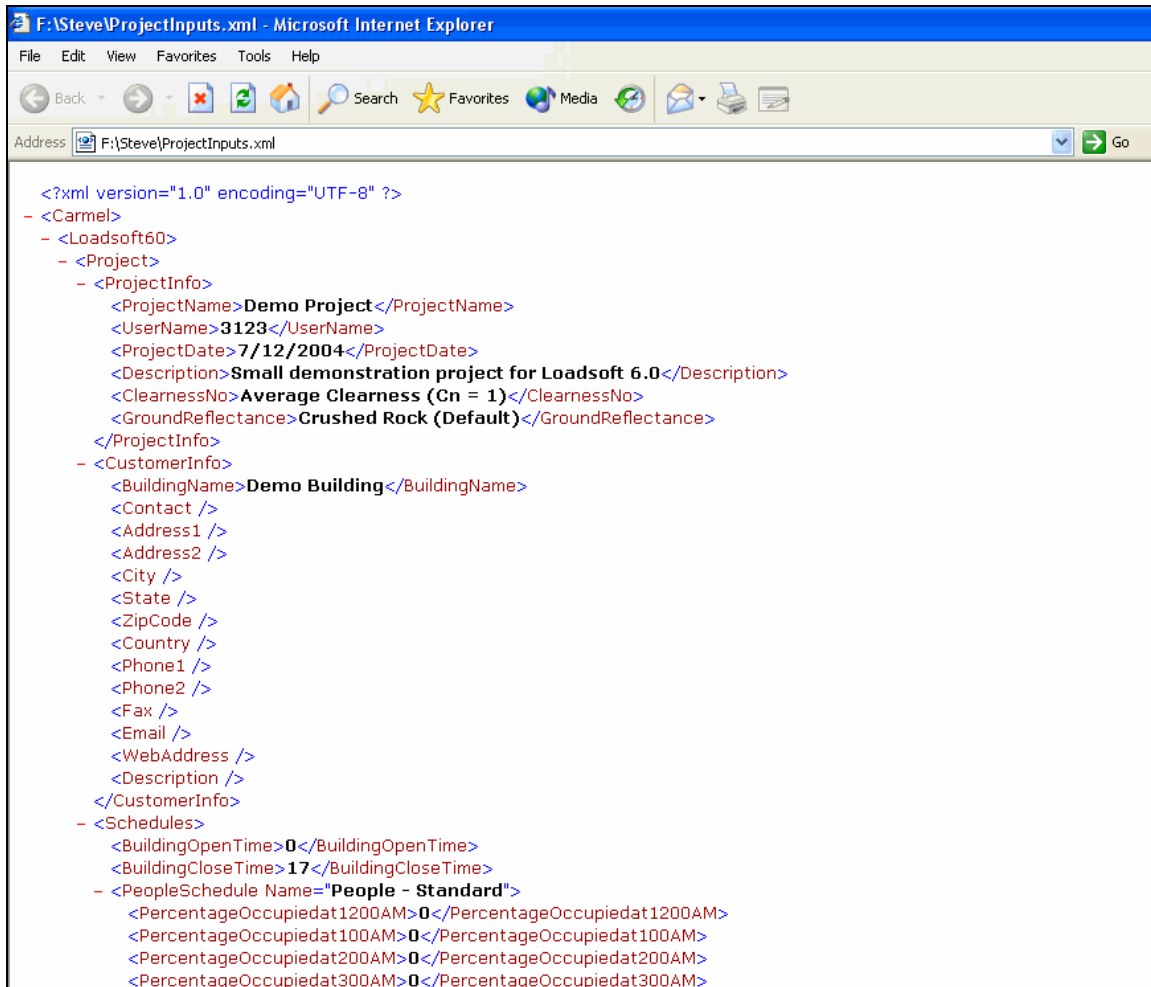 F:\Steve\ProjectInputs.xml - Microsoft Internet Explorer
File Edit View Favorites Tools Help
Back Search Favorites Media
Address F:\Steve\ProjectInputs.xml Go
<?xml version="1.0" encoding="UTF-8" ?>
- <Carmel>
- <Loadsoft60>
- <Project>
- <ProjectInfo>
<ProjectName>Demo Project</ProjectName>
<UserName>3123</UserName>
<ProjectDate>7/12/2004</ProjectDate>
<Description>Small demonstration project for Loadsoft 6.0</Description>
<ClearnessNo>Average Clearness (Cn = 1)</ClearnessNo>
<GroundReflectance>Crushed Rock (Default)</GroundReflectance>
</ProjectInfo>
- <CustomerInfo>
<BuildingName>Demo Building</BuildingName>
<Contact />
<Address1 />
<Address2 />
<City />
<State />
<ZipCode />
<Country />
<Phone1 />
<Phone2 />
<Fax />
<Email />
<WebAddress />
<Description />
</CustomerInfo>
- <Schedules>
<BuildingOpenTime>0</BuildingOpenTime>
<BuildingCloseTime>17</BuildingCloseTime>
- <PeopleSchedule Name="People - Standard">
<PercentageOccupiedat1200AM>0</PercentageOccupiedat1200AM>
<PercentageOccupiedat100AM>0</PercentageOccupiedat100AM>
<PercentageOccupiedat200AM>0</PercentageOccupiedat200AM>
<PercentageOccupiedat300AM>0</PercentageOccupiedat300AM>